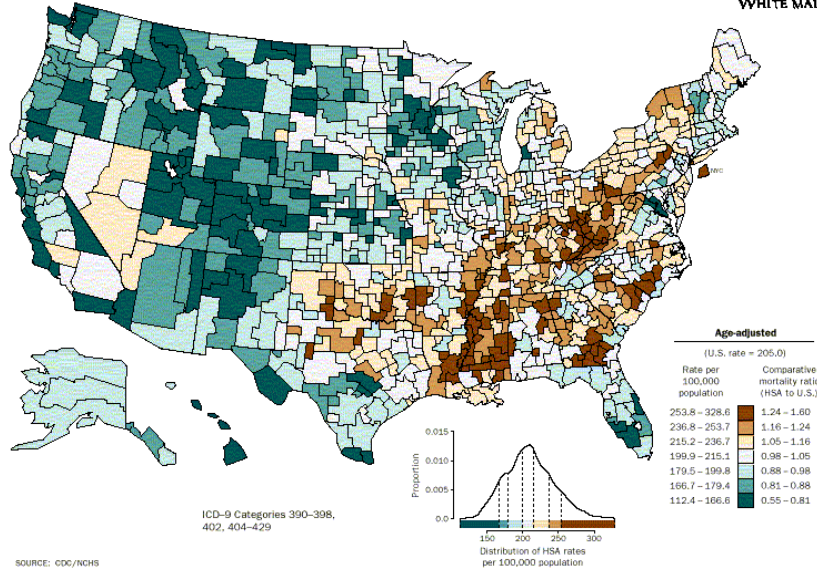 WHITE MAL
NYC
Age-adjusted
(U.S. rate = 205.0)
Rate per
100,000
population
Comparative
mortality ratio
(HSA to U.S.)
253.8 – 328.6 1.24 – 1.60
236.8 – 253.7 1.16 – 1.24
215.2 – 236.7 1.05 – 1.16
199.9 – 215.1 0.98 – 1.05
179.5 – 199.8 0.88 – 0.98
166.7 – 179.4 0.81 – 0.88
112.4 – 166.6 0.55 – 0.81
0.015
0.010
0.005
0.0
Proportion
150 200 250 300
Distribution of HSA rates
per 100,000 population
ICD–9 Categories 390–398,
402, 404–429
SOURCE: CDC/NCHS